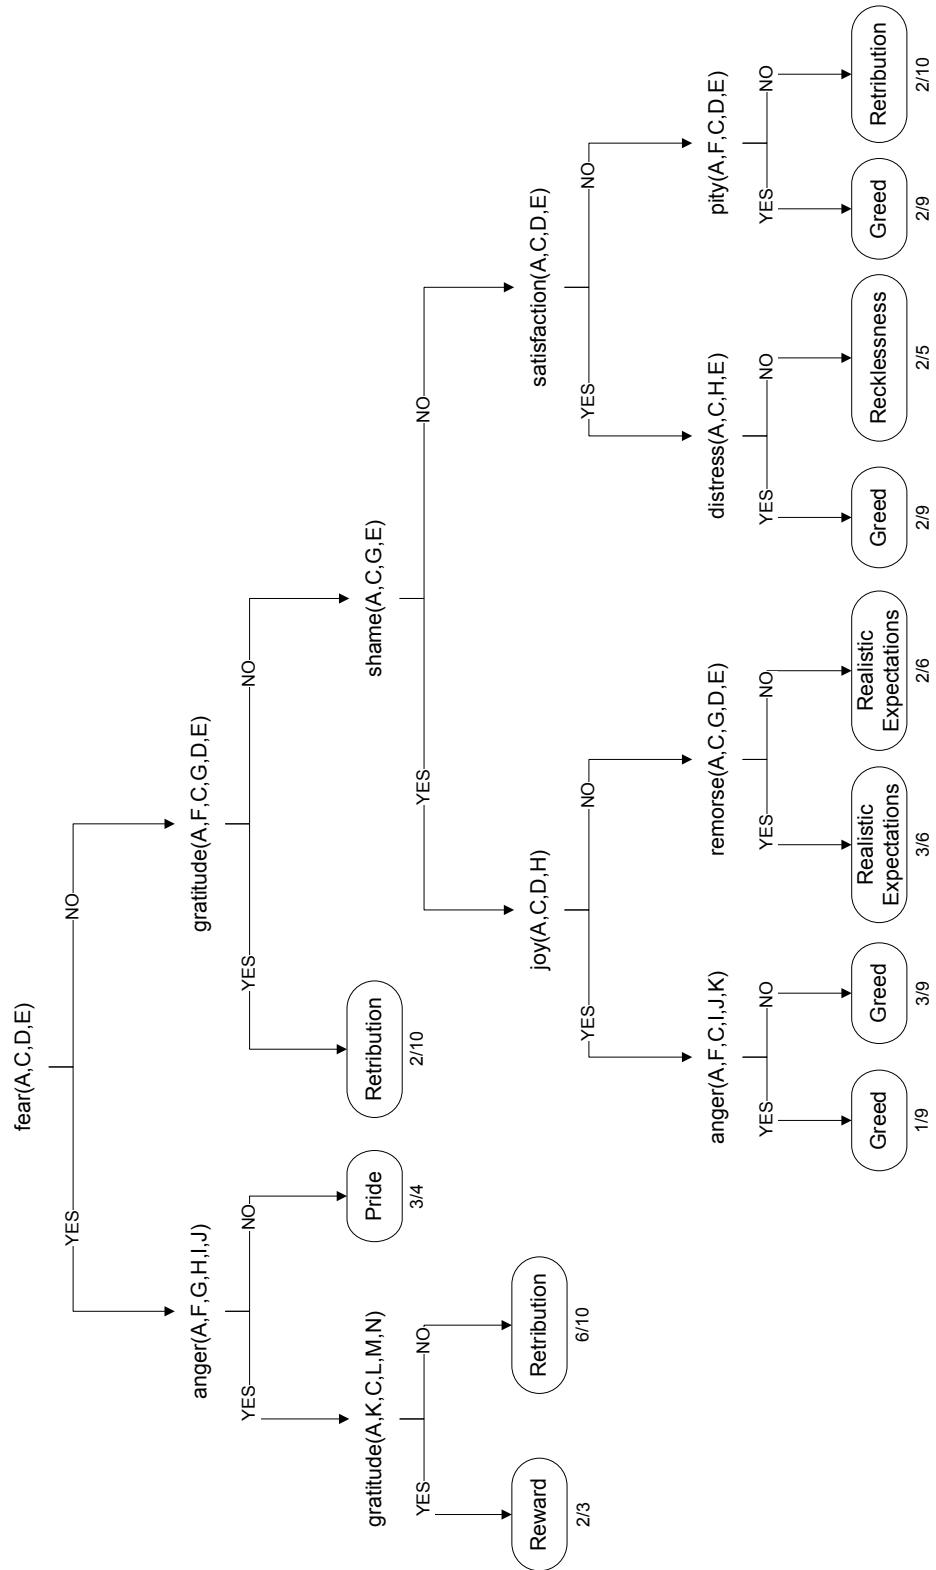 fear(A,C,D,E)
YES
NO
anger(A,F,G,H,I,J)
gratitude(A,F,C,G,D,E)
YES
NO
YES
NO
gratitude(A,K,C,L,M,N)
Pride
3/4
Retribution
2/10
shame(A,C,G,E)
YES
NO
YES
NO
Reward
2/3
Retribution
6/10
joy(A,C,D,H)
satisfaction(A,C,D,E)
YES
NO
YES
NO
anger(A,F,C,I,J,K)
remorse(A,C,G,D,E)
distress(A,C,H,E)
pity(A,F,C,D,E)
YES
NO
YES
NO
YES
NO
YES
NO
Greed
1/9
Greed
3/9
Realistic
Expectations
3/6
Realistic
Expectations
2/6
Greed
2/9
Recklessness
2/5
Greed
2/9
Retribution
2/10